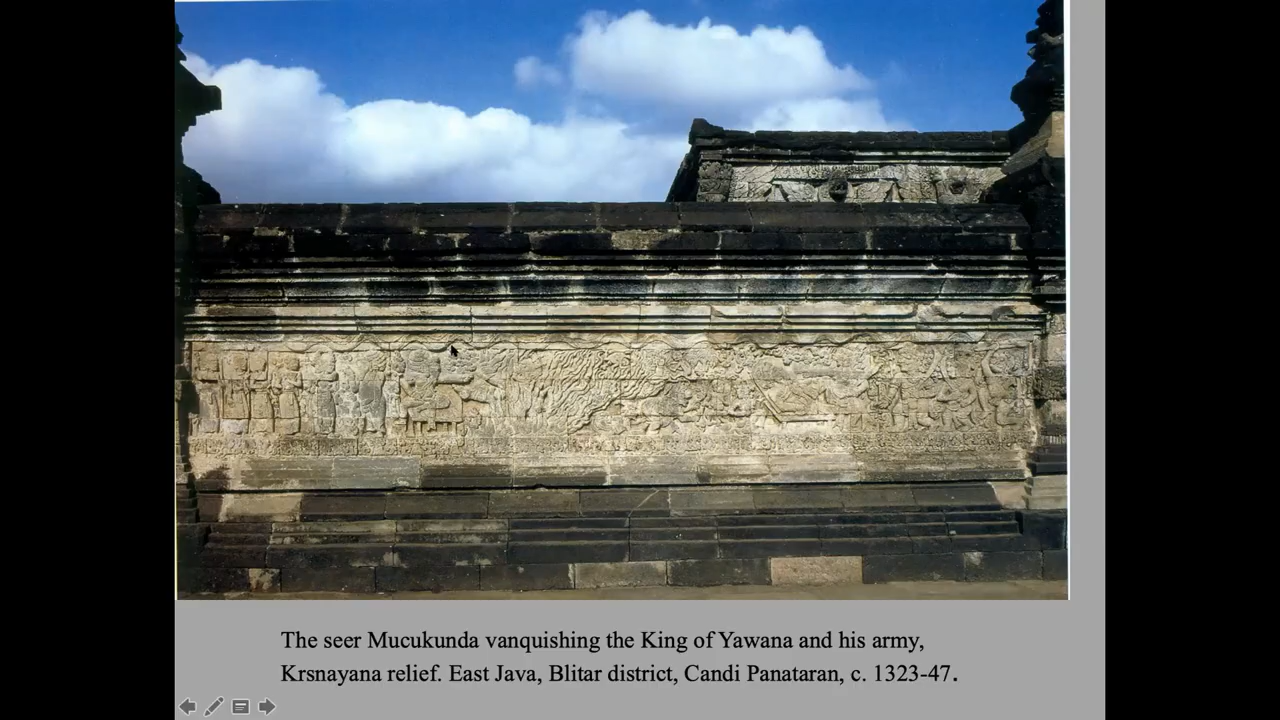 The seer Mucukunda vanquishing the King of Yawana and his army,
Krsnayana relief. East Java, Blitar district, Candi Panataran, c. 1323-47.